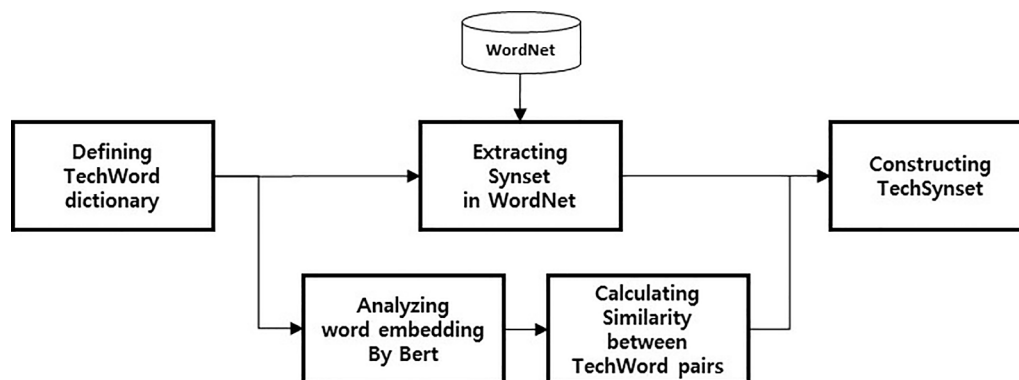 WordNet
Defining
TechWord
dictionary
Extracting
Synset
in WordNet
Constructing
TechSynset
Analyzing
word embedding
By Bert
Calculating
Similarity
between
TechWord pairs